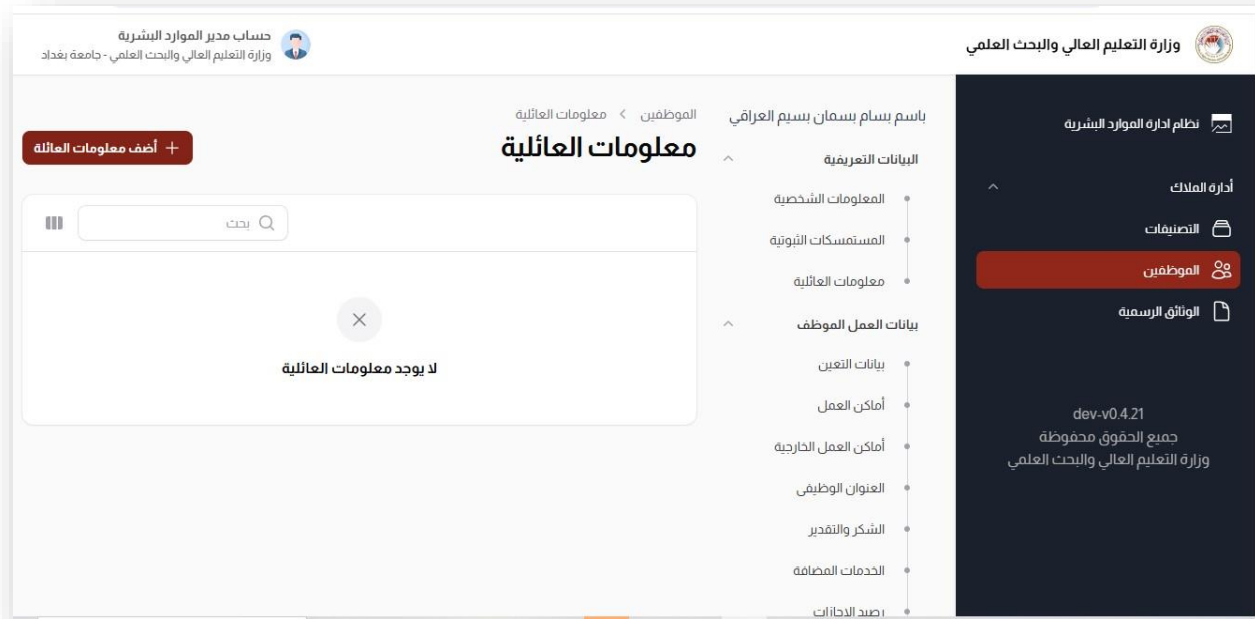 وزارة التعليم العالي والبحث العلمي
حساب مدير الموارد البشرية
وزارة التعليم العالي والبحث العلمي - جامعة بغداد
نظام ادارة الموارد البشرية
أدارة الملاك
التصنيفات
الموظفين
الوثائق الرسمية
dev-v0.4.21
جميع الحقوق محفوظة
وزارة التعليم العالي والبحث العلمي
باسم بسام بسمان بسيم العراقي
البيانات التعريفية
المعلومات الشخصية
المستمسكات الثبوتية
معلومات العائلية
بيانات العمل الموظف
بيانات التعين
أماكن العمل
أماكن العمل الخارجية
العنوان الوظيفي
الشكر والتقدير
الخدمات المضافة
رصيد الاجازات
الموظفين > معلومات العائلية
معلومات العائلية
+ أضف معلومات العائلة
بحث
لا يوجد معلومات العائلية